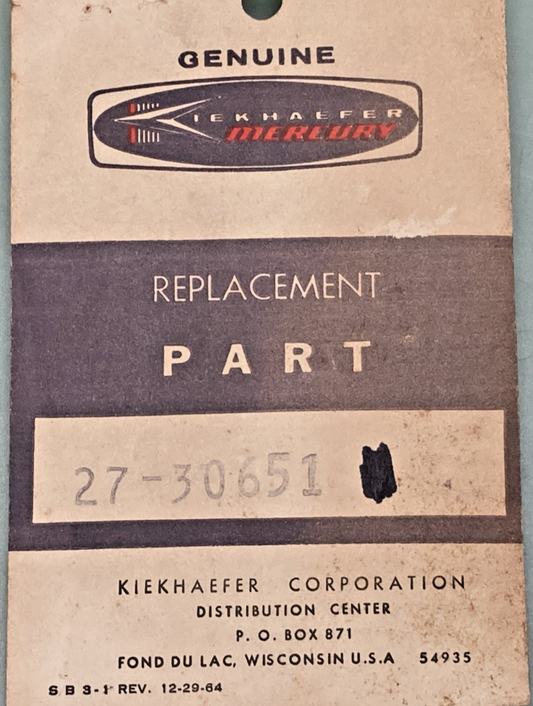 GENUINE
KIEKHAEFER
MERCURY
REPLACEMENT
PART
27-30651
KIEKHAEFER CORPORATION
DISTRIBUTION CENTER
P. O. BOX 871
FOND DU LAC, WISCONSIN U.S.A 54935
S B 3-1 REV. 12-29-64